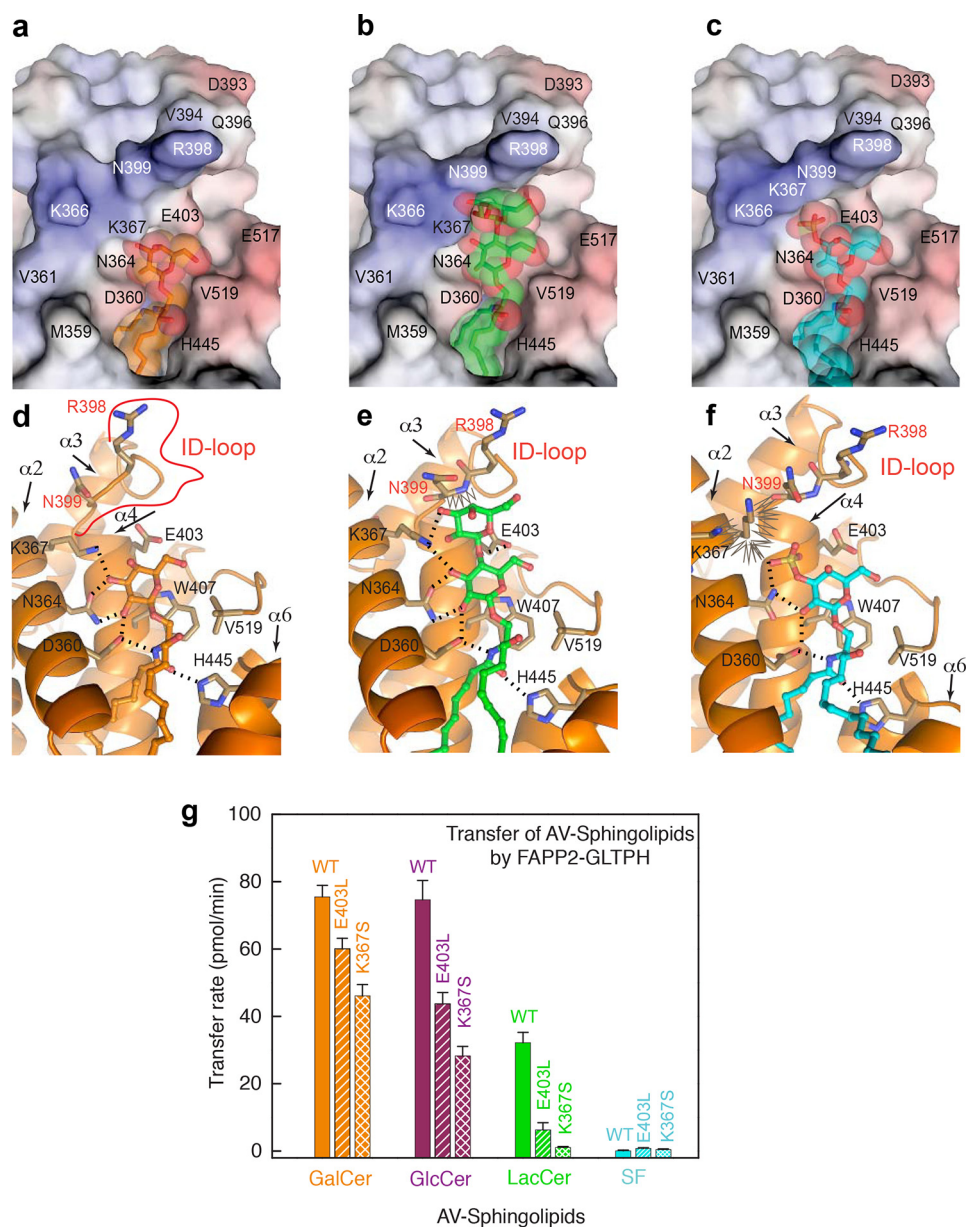 a
D393
V394
Q396
R398
N399
K366
K367
E403
N364
E517
V361
D360
V519
M359
H445
b
D393
V394
Q396
R398
N399
K366
K367
E403
N364
E517
V361
D360
V519
M359
H445
c
D393
V394
Q396
R398
N399
K367
K366
E403
N364
E517
V361
D360
V519
M359
H445
d
R398
α3
ID-loop
α2
N399
α4
K367
E403
N364
W407
V519
D360
α6
H445
e
R398
α3
ID-loop
α2
N399
E403
K367
N364
W407
V519
D360
H445
f
α3
R398
ID-loop
α2
N399
α4
K367
E403
N364
W407
V519
D360
α6
H445
g
Transfer of AV-Sphingolipids
by FAPP2-GLTPH
Transfer rate (pmol/min)
100
80
60
40
20
0
WT
E403L
K367S
WT
E403L
K367S
WT
E403L
K367S
WT
E403L
K367S
GalCer
GlcCer
LacCer
SF
AV-Sphingolipids